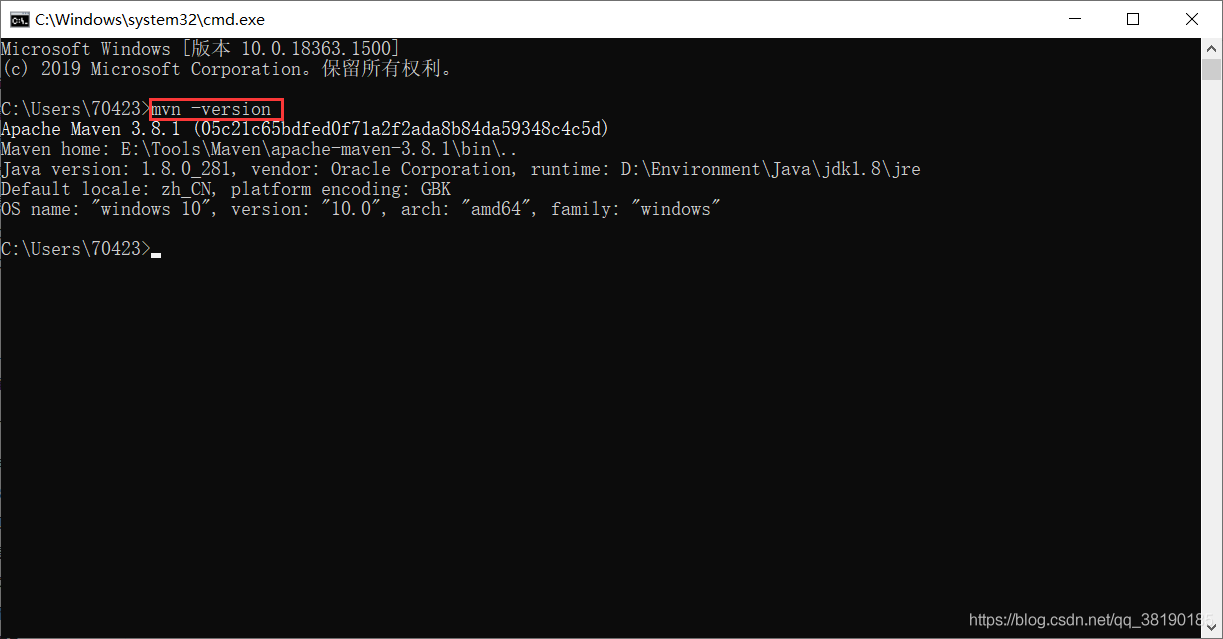 C:\Windows\system32\cmd.exe
Microsoft Windows [版本 10.0.18363.1500]
(c) 2019 Microsoft Corporation。保留所有权利。
C:\Users\70423>mvn -version
Apache Maven 3.8.1 (05c21c65bdfed0f71a2f2ada8b84da59348c4c5d)
Maven home: E:\Tools\Maven\apache-maven-3.8.1\bin\..
Java version: 1.8.0_281, vendor: Oracle Corporation, runtime: D:\Environment\Java\jdk1.8\jre
Default locale: zh_CN, platform encoding: GBK
OS name: "windows 10", version: "10.0", arch: "amd64", family: "windows"
C:\Users\70423>
https://blog.csdn.net/qq_38190185